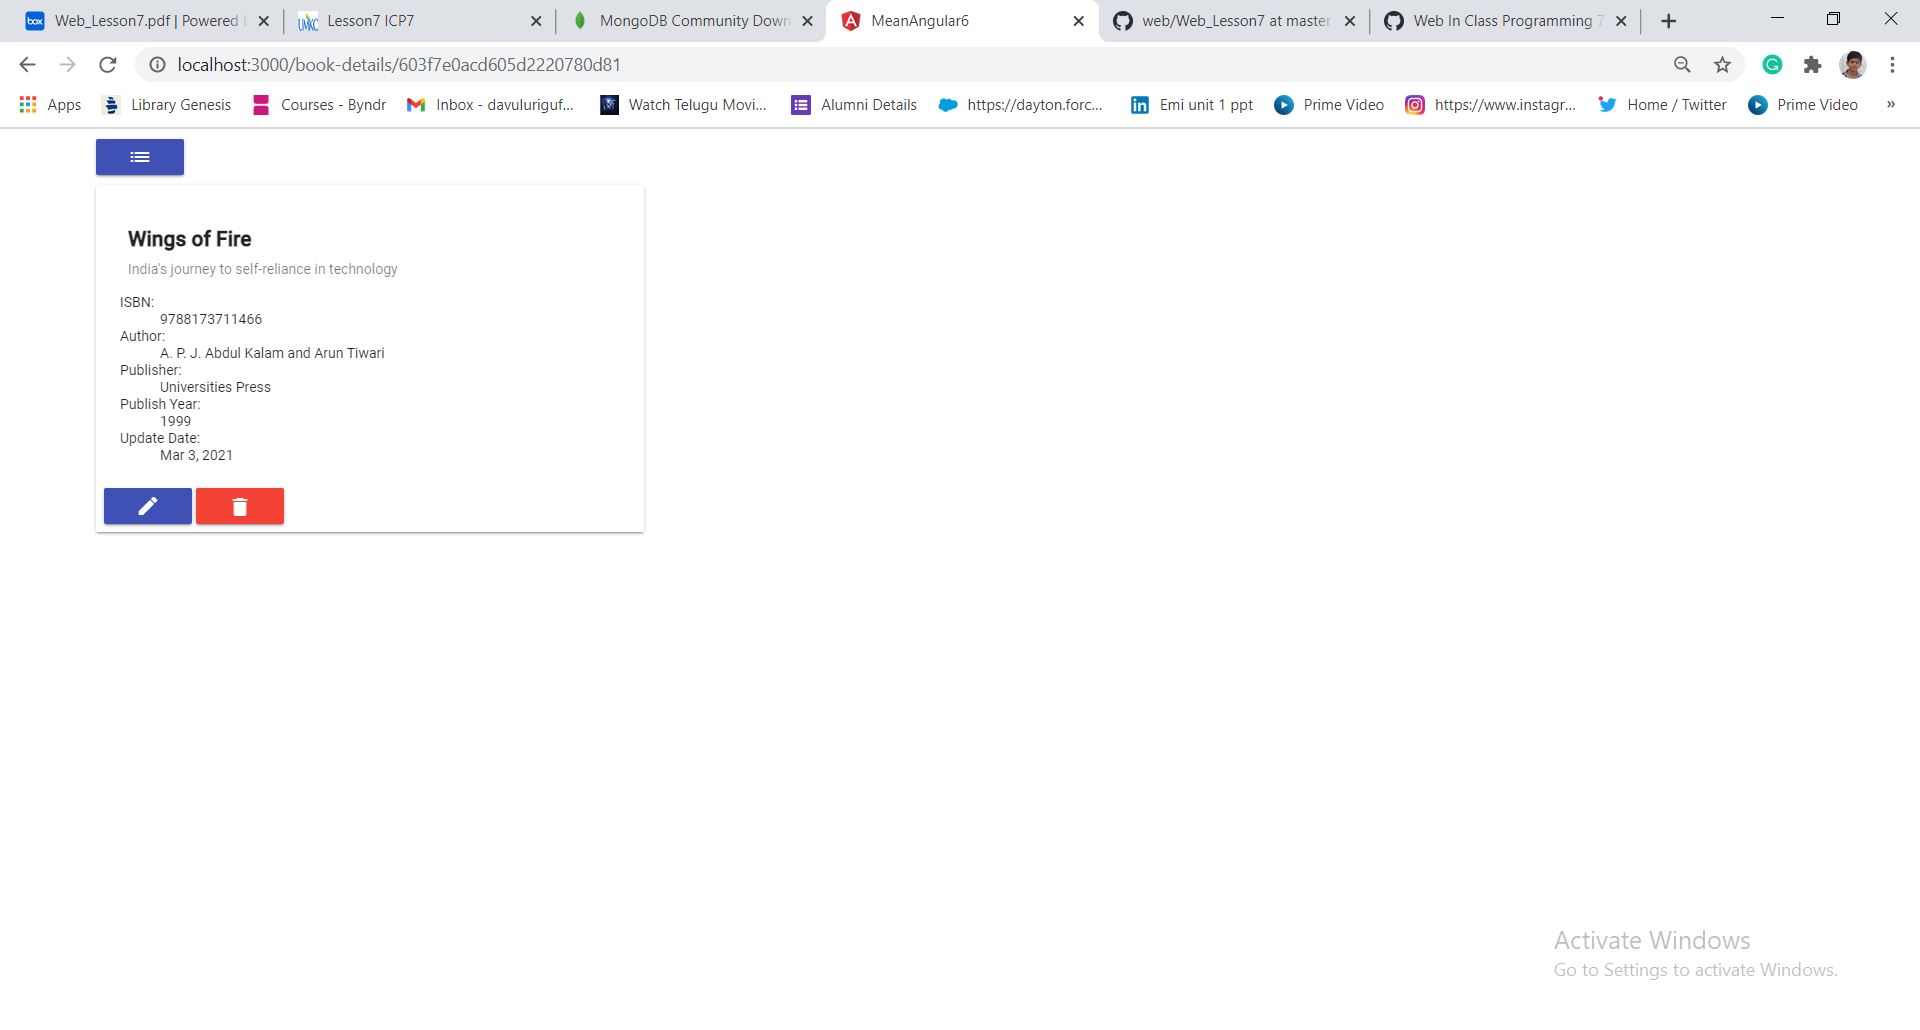 Web_Lesson7.pdf | Powered
Lesson7 ICP7
MongoDB Community Down
MeanAngular6
web/Web_Lesson7 at master
Web In Class Programming 7
localhost:3000/book-details/603f7e0acd605d2220780d81
Apps
Library Genesis
Courses - Byndr
Inbox - davuluriguf...
Watch Telugu Movi...
Alumni Details
https://dayton.forc...
Emi unit 1 ppt
Prime Video
https://www.instagr...
Home / Twitter
Prime Video
»
Wings of Fire
India's journey to self-reliance in technology
ISBN:
9788173711466
Author:
A. P. J. Abdul Kalam and Arun Tiwari
Publisher:
Universities Press
Publish Year:
1999
Update Date:
Mar 3, 2021
Activate Windows
Go to Settings to activate Windows.